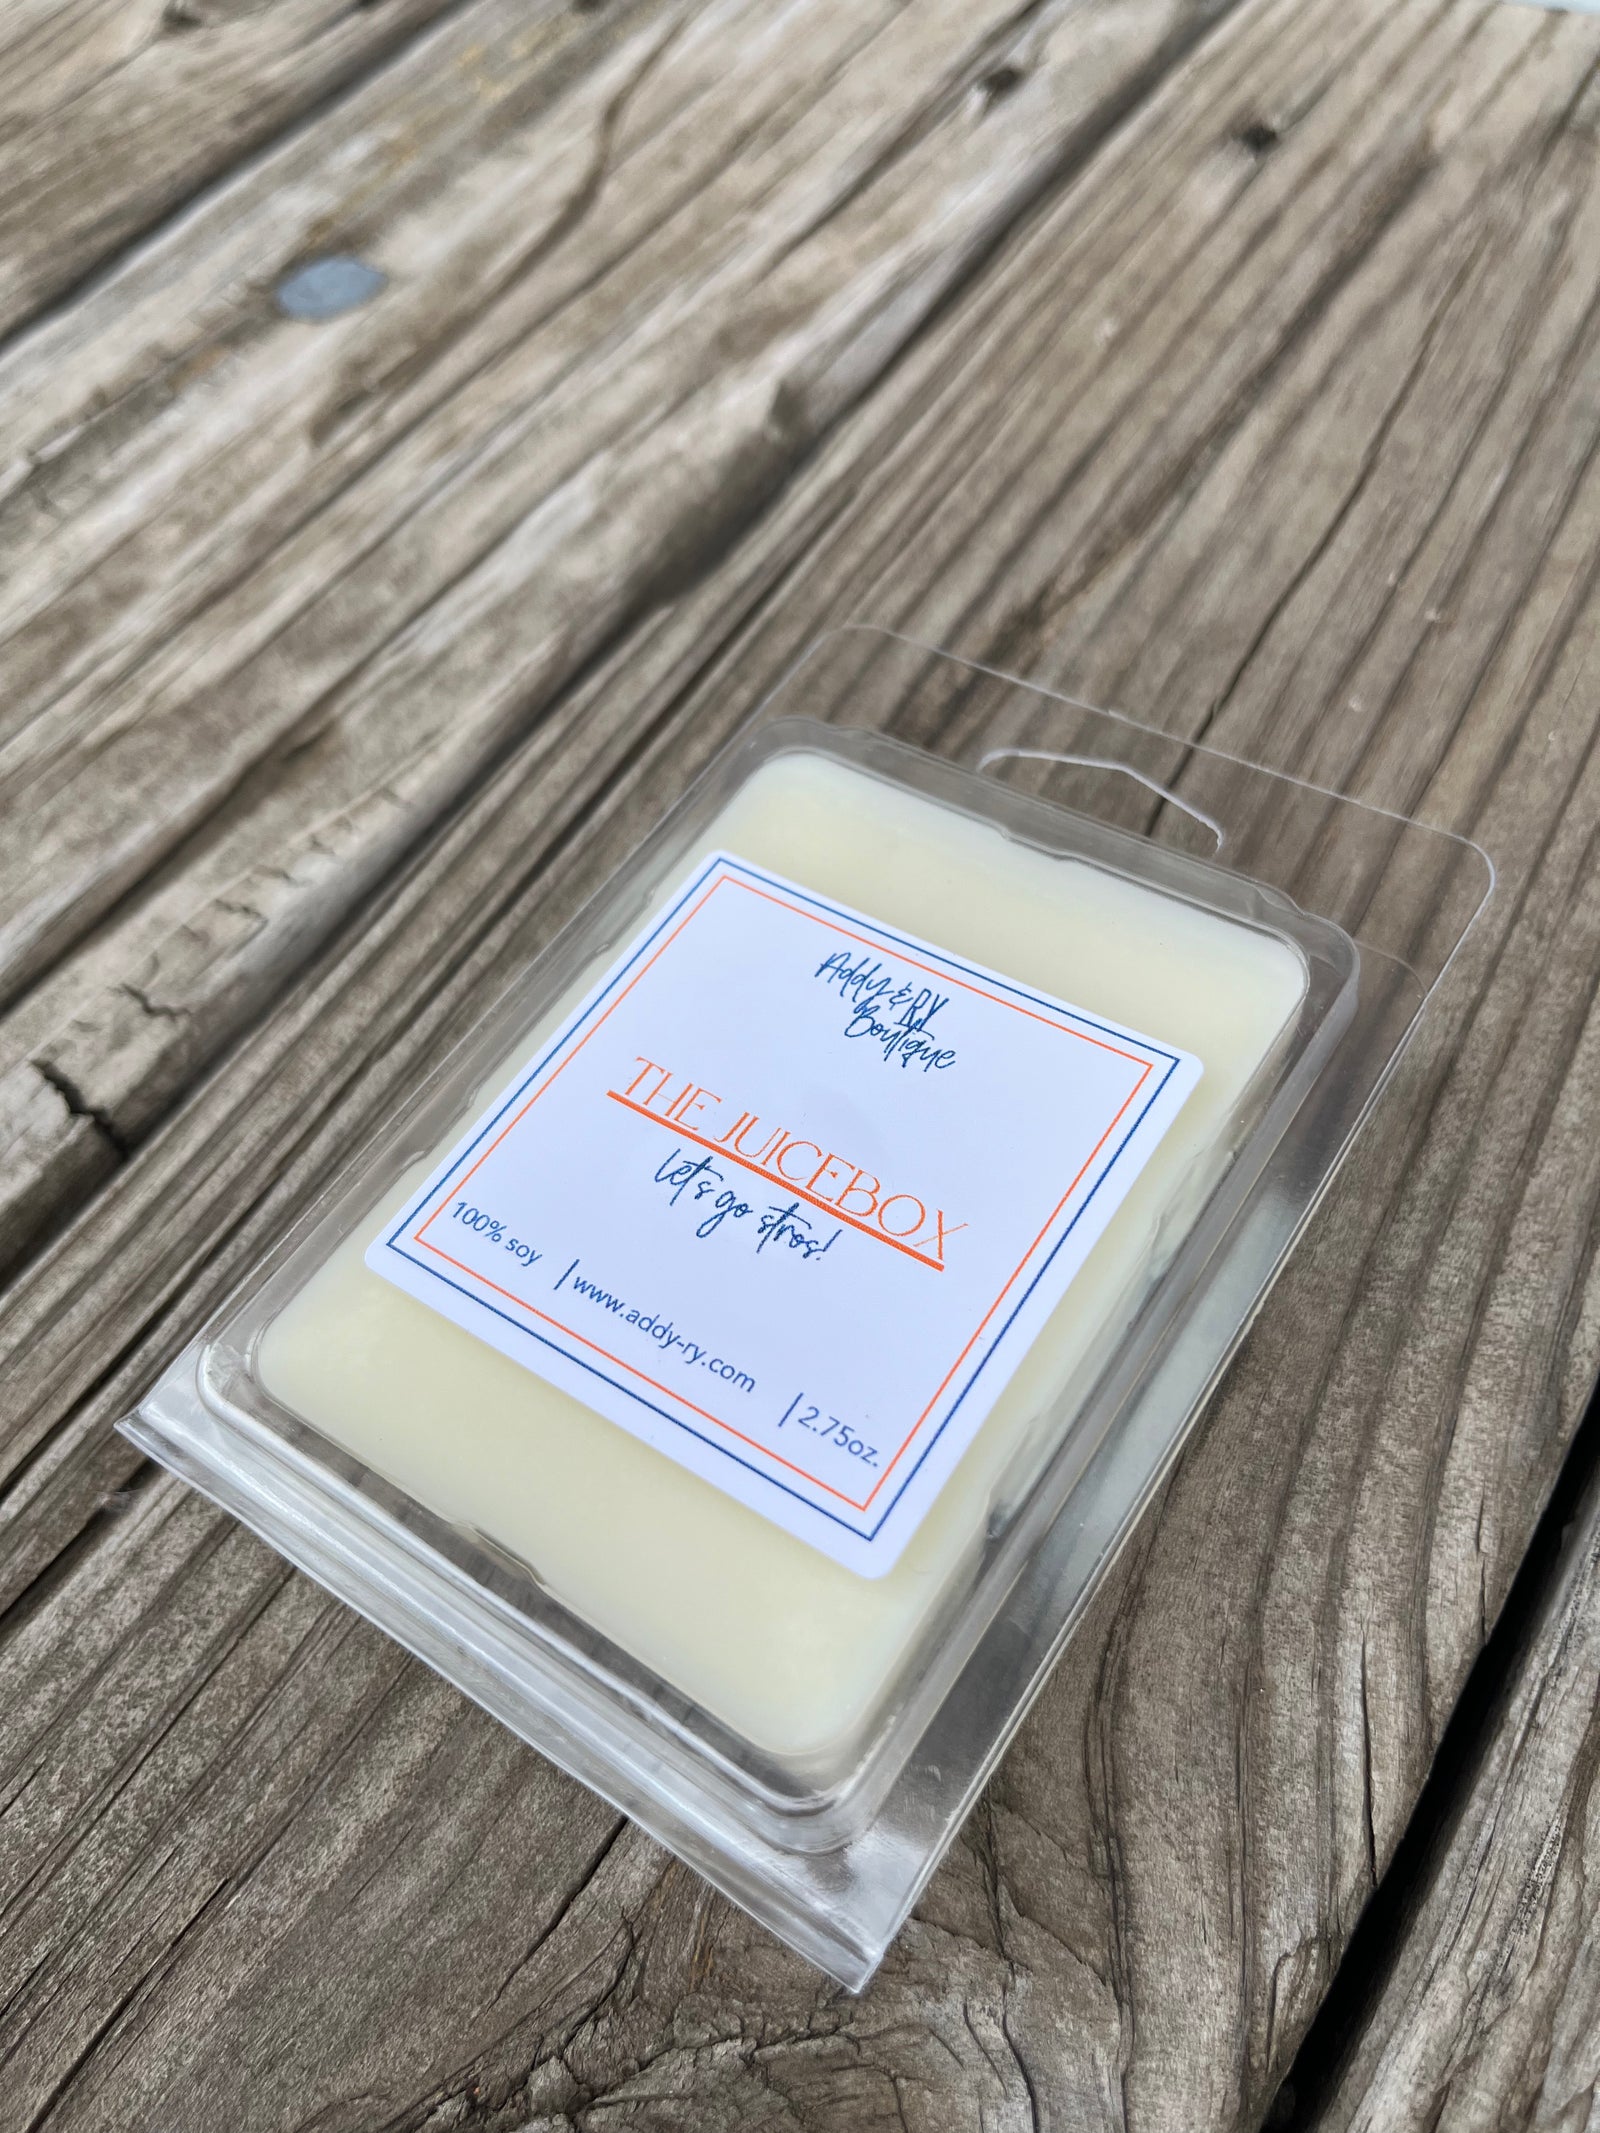 Addy & RY
Boutique
THE JUICEBOX
let's go stros!
100% soy | www.addy-ry.com | 2.75oz.